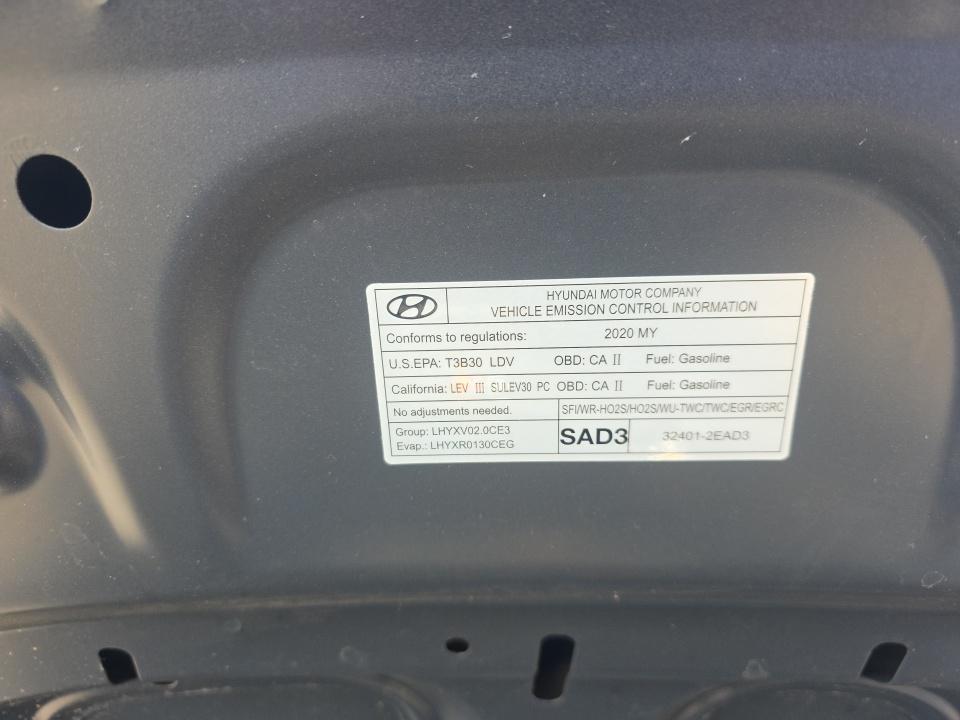 HYUNDAI MOTOR COMPANY
VEHICLE EMISSION CONTROL INFORMATION
Conforms to regulations: 2020 MY
U.S.EPA: T3B30 LDV OBD: CA II Fuel: Gasoline
California: LEV III SULEV30 PC OBD: CA II Fuel: Gasoline
No adjustments needed. SFI/WR-HO2S/HO2S/WU-TWC/TWC/EGR/EGRC
Group: LHYXV02.0CE3
Evap.: LHYXR0130CEG
SAD3 32401-2EAD3